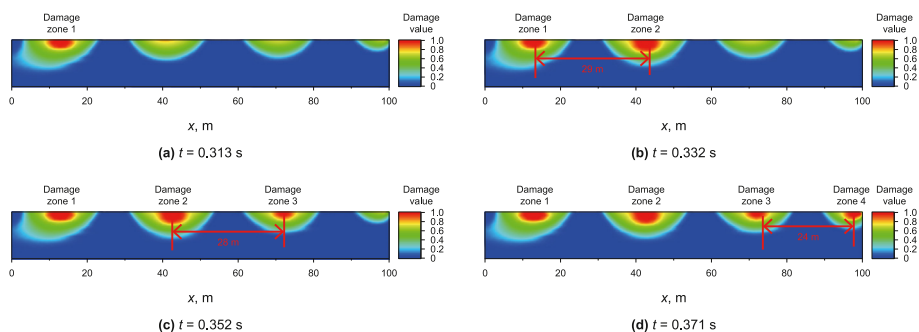 Damage
zone 1
Damage
value
1.0
0.8
0.6
0.4
0.2
0
0 20 40 60 80 100
x, m
(a) t = 0.313 s
Damage
zone 1
Damage
zone 2
Damage
value
1.0
0.8
0.6
0.4
0.2
0
m
0 20 40 60 80 100
x, m
(b) t = 0.332 s
Damage
zone 1
Damage
zone 2
Damage
zone 3
Damage
value
1.0
0.8
0.6
0.4
0.2
0
29 m
0 20 40 60 80 100
x, m
(c) t = 0.352 s
Damage
zone 1
Damage
zone 2
Damage
zone 3
Damage
zone 4
Damage
value
1.0
0.8
0.6
0.4
0.2
0
24 m
0 20 40 60 80 100
x, m
(d) t = 0.371 s